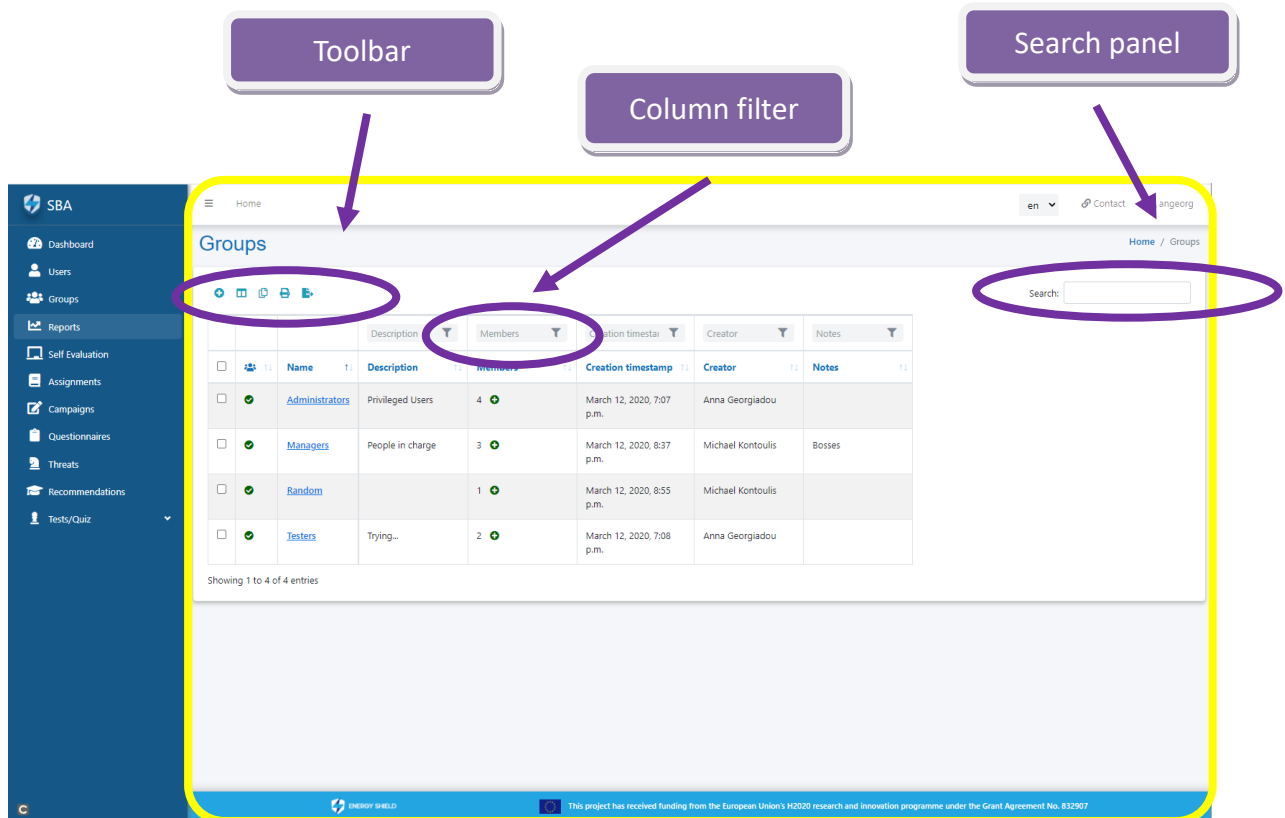 Toolbar
Search panel
Column filter
SBA
Home
en
Contact
angeorg
Dashboard
Users
Groups
Reports
Self Evaluation
Assignments
Campaigns
Questionnaires
Threats
Recommendations
Tests/Quiz
Groups
Home / Groups
Search:
Description Members Creator Notes
Name Description Members Creation timestamp Creator Notes
Administrators Privileged Users 4 March 12, 2020, 7:07 Anna Georgiadou
p.m.
Managers People in charge 3 March 12, 2020, 8:37 Michael Kontoulis Bosses
p.m.
Random 1 March 12, 2020, 8:55 Michael Kontoulis
p.m.
Testers Trying... 2 March 12, 2020, 7:08 Anna Georgiadou
p.m.
Showing 1 to 4 of 4 entries
C
ENERGY SHIELD
This project has received funding from the European Union's H2020 research and innovation programme under the Grant Agreement No. 832907